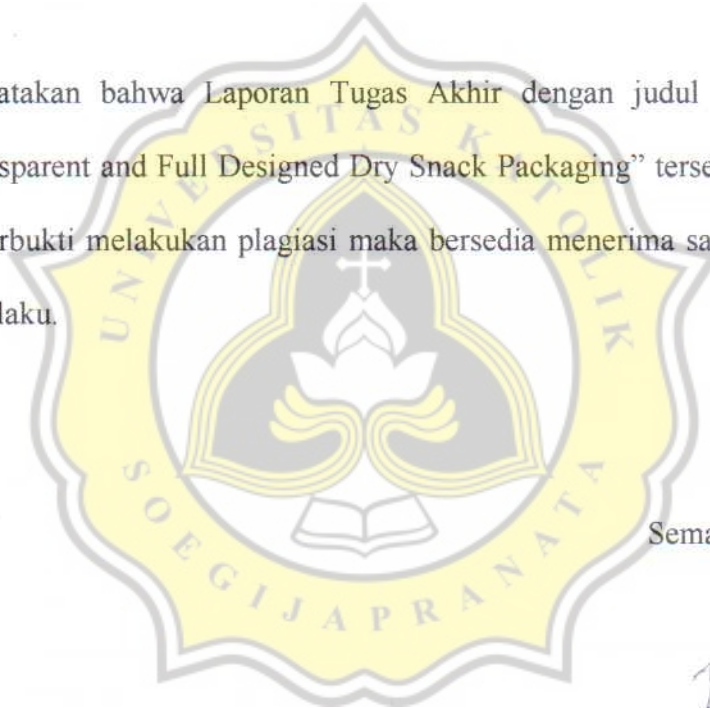 atakan bahwa Laporan Tugas Akhir dengan judul
sparent and Full Designed Dry Snack Packaging” terse
rbukti melakukan plagiasi maka bersedia menerima sa
laku.
UNIVERSITAS KATOLIK
SOEGIJAPRANATA
Sema